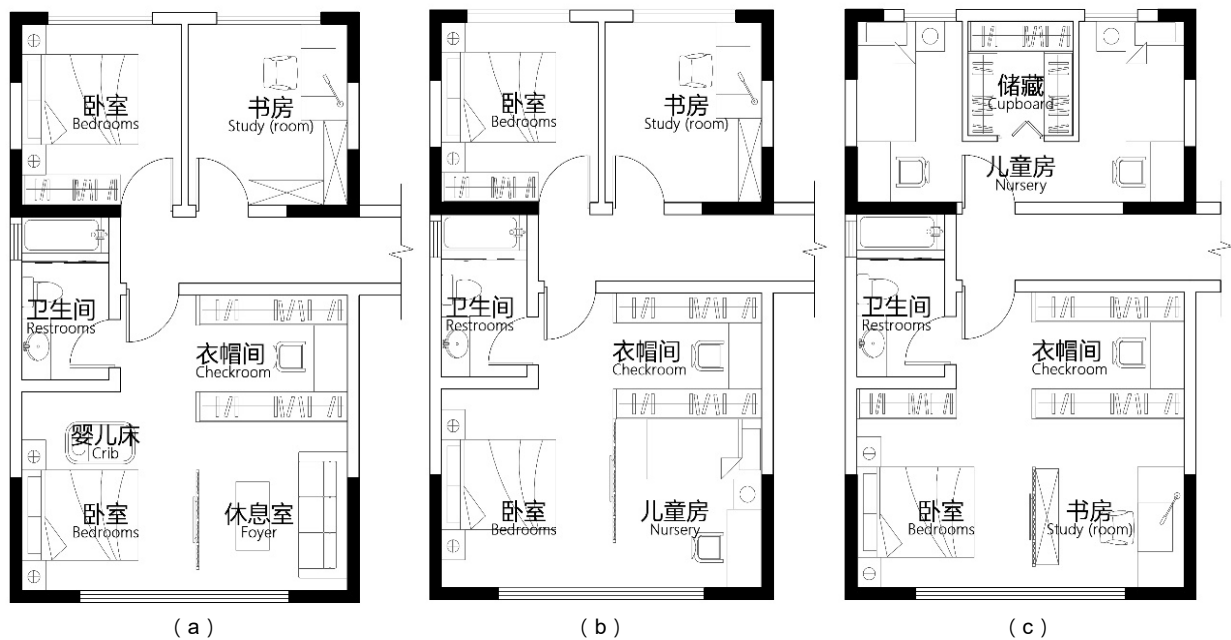 卧室
Bedrooms
书房
Study (room)
卫生间
Restrooms
衣帽间
Checkroom
婴儿床
Crib
卧室
Bedrooms
休息室
Foyer
(a)
卧室
Bedrooms
书房
Study (room)
卫生间
Restrooms
衣帽间
Checkroom
卧室
Bedrooms
儿童房
Nursery
(b)
储藏
Cupboard
儿童房
Nursery
卫生间
Restrooms
衣帽间
Checkroom
卧室
Bedrooms
书房
Study (room)
(c)